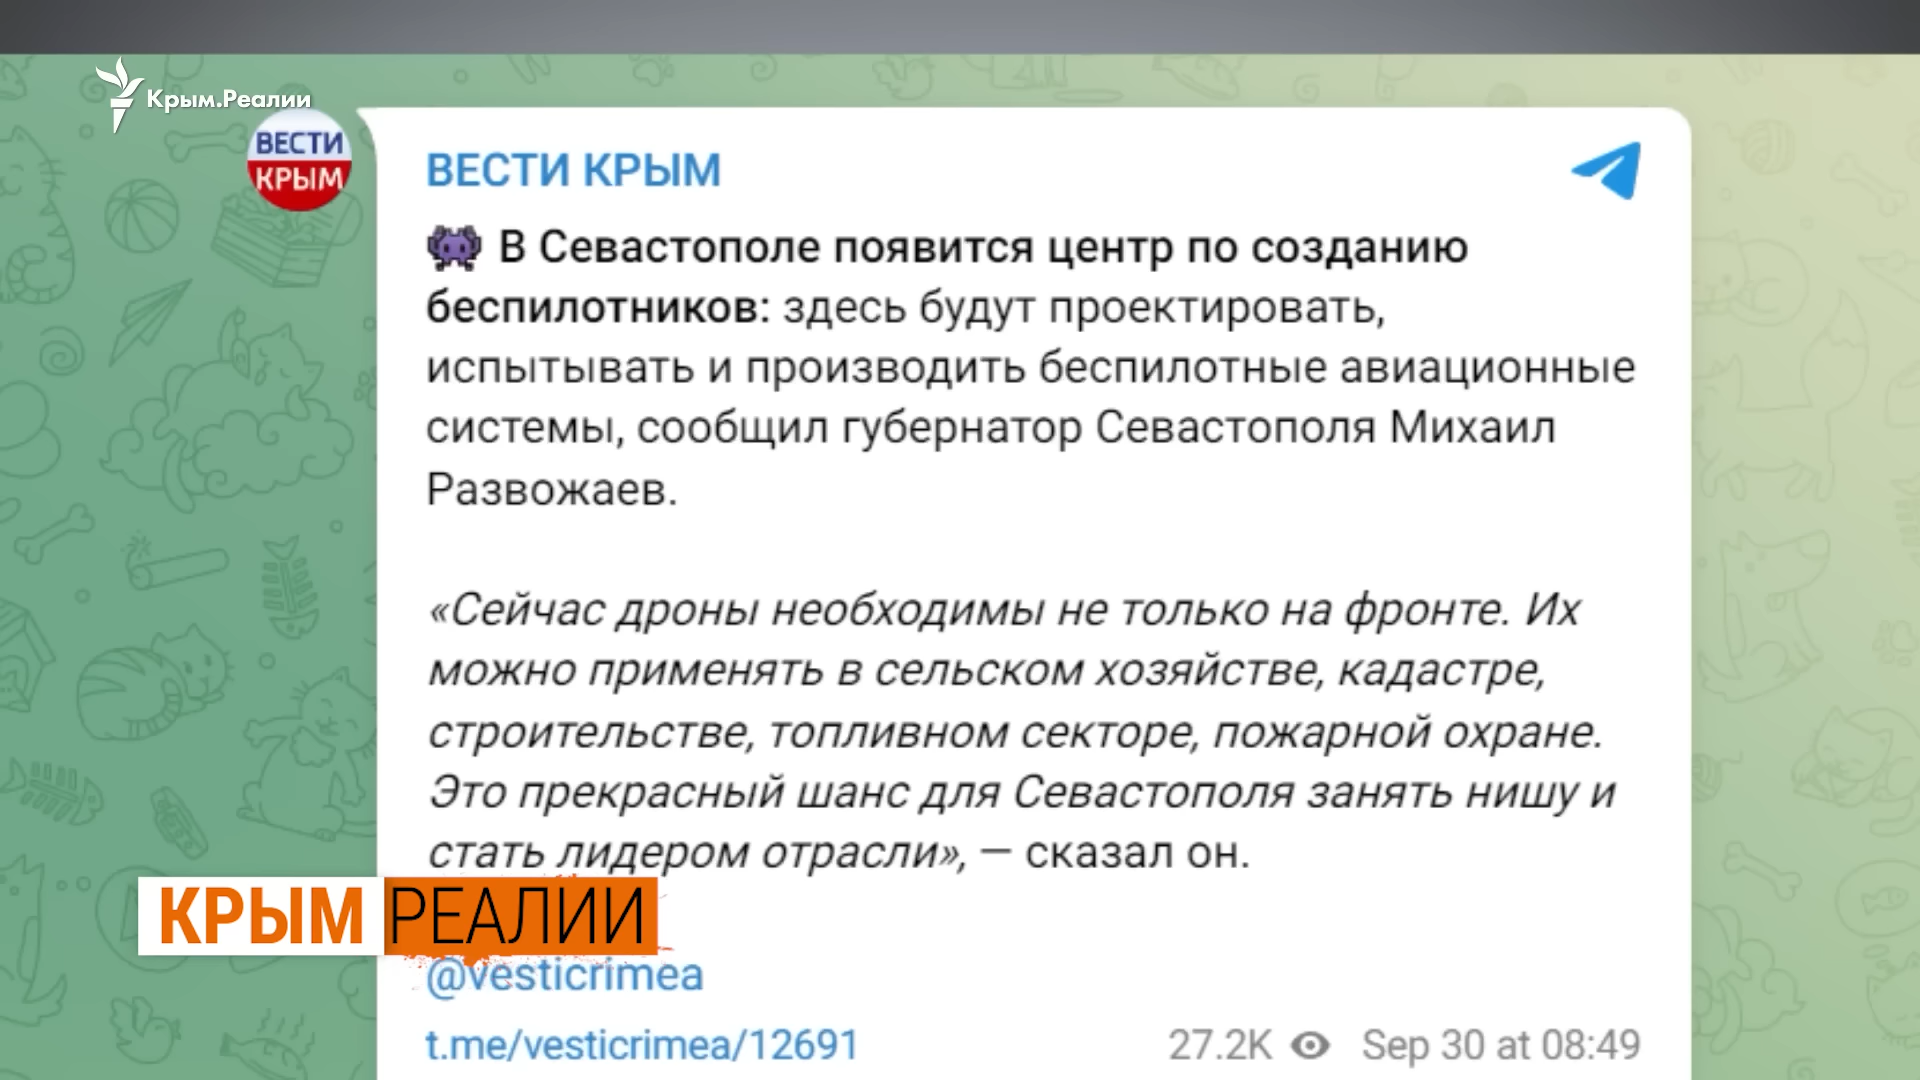 Крым.Реалии
ВЕСТИ
КРЫМ
ВЕСТИ КРЫМ
В Севастополе появится центр по созданию
беспилотников: здесь будут проектировать,
испытывать и производить беспилотные авиационные
системы, сообщил губернатор Севастополя Михаил
Развожаев.
«Сейчас дроны необходимы не только на фронте. Их
можно применять в сельском хозяйстве, кадастре,
строительстве, топливном секторе, пожарной охране.
Это прекрасный шанс для Севастополя занять нишу и
стать лидером отрасли», — сказал он.
КРЫМ РЕАЛИИ
@vesticrimea
t.me/vesticrimea/12691 27.2K Sep 30 at 08:49